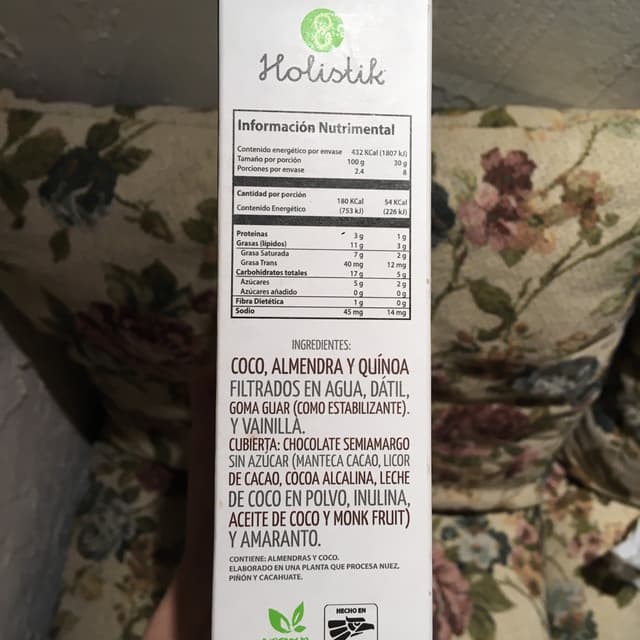 Holistik
Información Nutrimental
Contenido energético por envase 432 KCal (1807 kJ)
Tamaño por porción 100 g 30 g
Porciones por envase 2.4 8
Cantidad por porción
Contenido Energético 180 KCal (753 kJ) 54 KCal (226 kJ)
Proteínas 3 g 1 g
Grasas (lípidos) 11 g 3 g
Grasa Saturada 7 g 2 g
Grasa Trans 40 mg 12 mg
Carbohidratos totales 17 g 5 g
Azúcares 5 g 2 g
Azúcares añadido 0 g 0 g
Fibra Dietética 1 g 0 g
Sodio 45 mg 14 mg
INGREDIENTES:
COCO, ALMENDRA Y QUÍNOA
FILTRADOS EN AGUA, DÁTIL,
GOMA GUAR (COMO ESTABILIZANTE).
Y VAINILLA.
CUBIERTA: CHOCOLATE SEMIAMARGO
SIN AZÚCAR (MANTECA CACAO, LICOR
DE CACAO, COCOA ALCALINA, LECHE
DE COCO EN POLVO, INULINA,
ACEITE DE COCO Y MONK FRUIT)
Y AMARANTO.
CONTIENE: ALMENDRAS Y COCO.
ELABORADO EN UNA PLANTA QUE PROCESA NUEZ,
PIÑÓN Y CACAHUATE.
HECHO EN